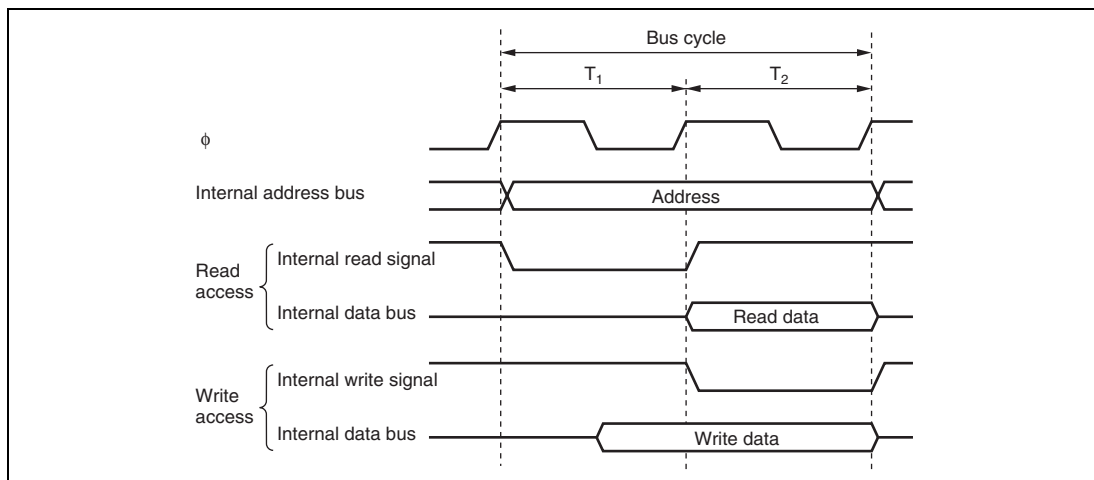 Bus cycle
T1 T2
ϕ
Internal address bus Address
Read access
Internal read signal
Internal data bus Read data
Write access
Internal write signal
Internal data bus Write data